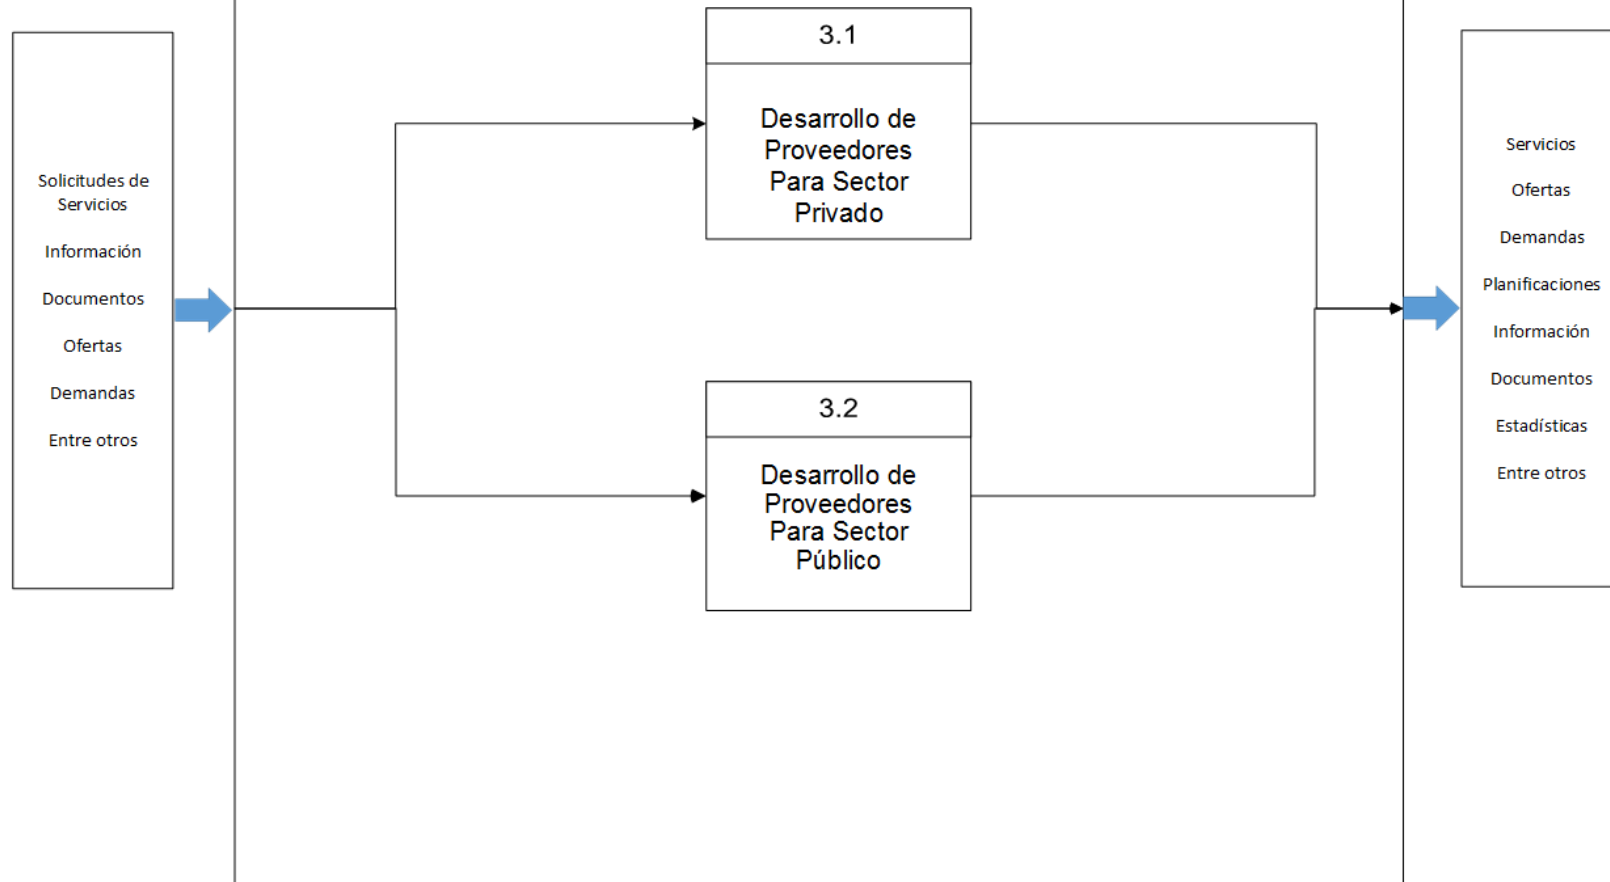 Solicitudes de
Servicios
Información
Documentos
Ofertas
Demandas
Entre otros
3.1
Desarrollo de
Proveedores
Para Sector
Privado
3.2
Desarrollo de
Proveedores
Para Sector
Público
Servicios
Ofertas
Demandas
Planificaciones
Información
Documentos
Estadísticas
Entre otros